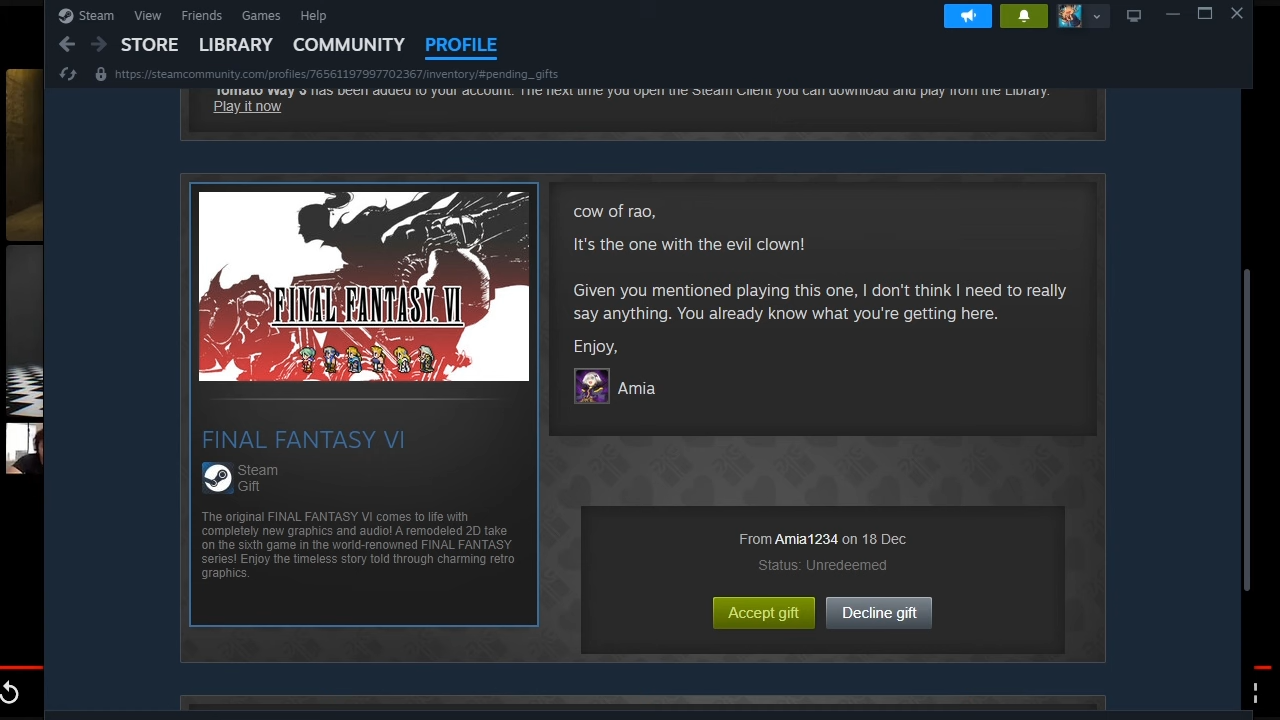 Steam View Friends Games Help
STORE LIBRARY COMMUNITY PROFILE
https://steamcommunity.com/profiles/76561197997702367/inventory/#pending_gifts
Tomato Way 3 has been added to your account. The next time you open the Steam Client you can download and play from the Library.
Play it now
FINAL FANTASY VI
FINAL FANTASY VI
Steam
Gift
The original FINAL FANTASY VI comes to life with
completely new graphics and audio! A remodeled 2D take
on the sixth game in the world-renowned FINAL FANTASY
series! Enjoy the timeless story told through charming retro
graphics.
cow of rao,
It's the one with the evil clown!
Given you mentioned playing this one, I don't think I need to really
say anything. You already know what you're getting here.
Enjoy,
Amia
From Amia1234 on 18 Dec
Status: Unredeemed
Accept gift Decline gift